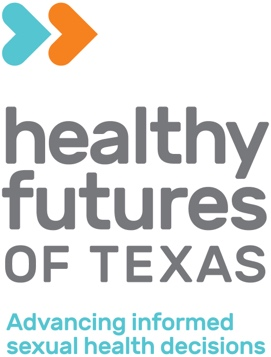 healthy
futures
OF TEXAS
Advancing informed
sexual health decisions